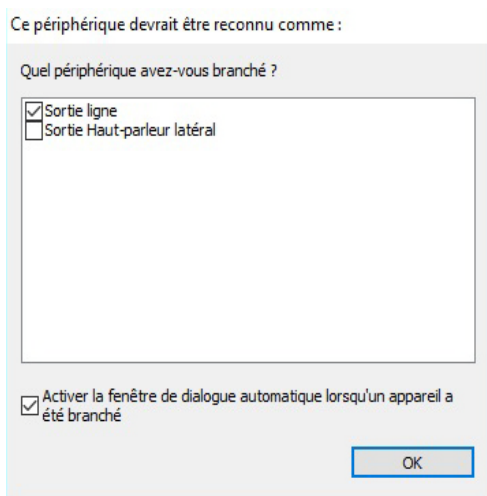 Ce périphérique devrait être reconnu comme :
Quel périphérique avez-vous branché ?
Sortie ligne
Sortie Haut-parleur latéral
Activer la fenêtre de dialogue automatique lorsqu'un appareil a
été branché
OK